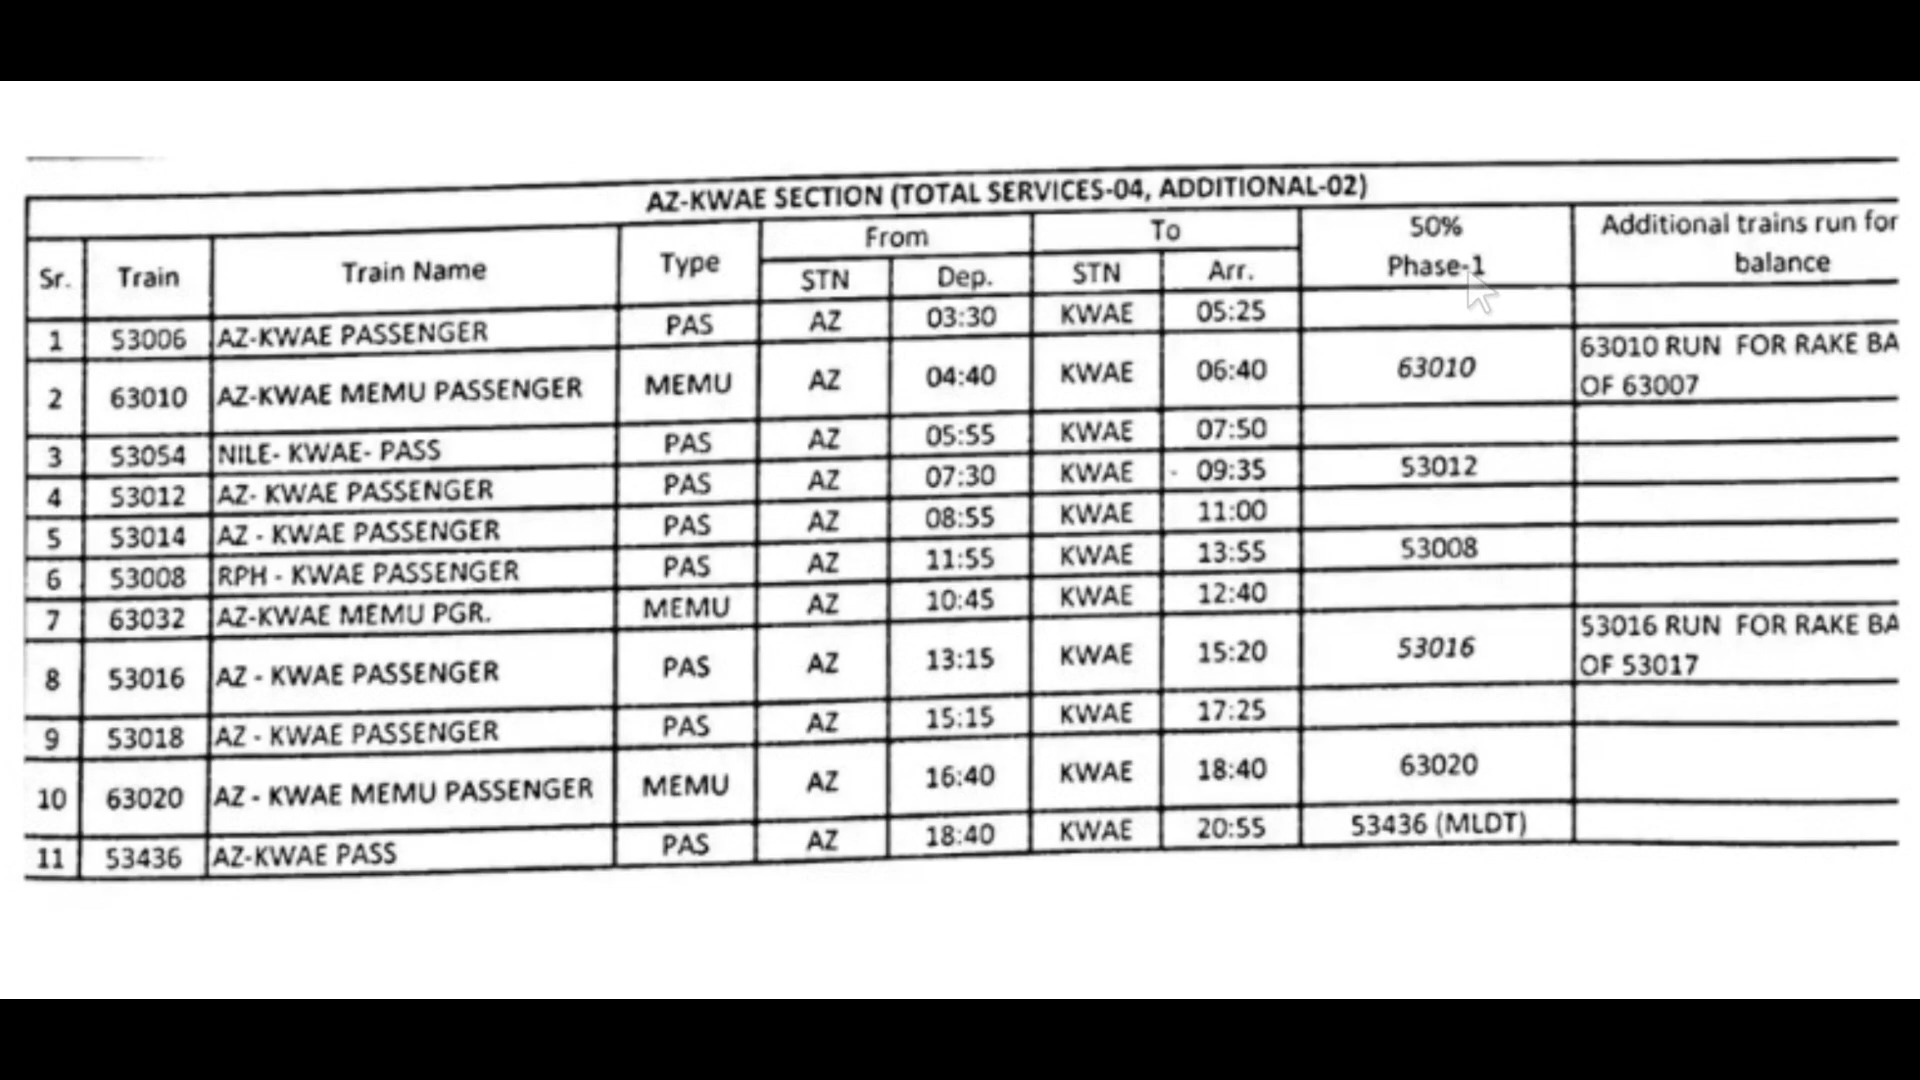 AZ-KWAE SECTION (TOTAL SERVICES-04, ADDITIONAL-02)
Sr. Train Train Name Type From To 50% Phase-1 Additional trains run for balance
STN Dep. STN Arr.
1 53006 AZ-KWAE PASSENGER PAS AZ 03:30 KWAE 05:25
2 63010 AZ-KWAE MEMU PASSENGER MEMU AZ 04:40 KWAE 06:40 63010 63010 RUN FOR RAKE BA
OF 63007
3 53054 NILE- KWAE- PASS PAS AZ 05:55 KWAE 07:50
4 53012 AZ- KWAE PASSENGER PAS AZ 07:30 KWAE 09:35 53012
5 53014 AZ - KWAE PASSENGER PAS AZ 08:55 KWAE 11:00
6 53008 RPH - KWAE PASSENGER PAS AZ 11:55 KWAE 13:55 53008
7 63032 AZ-KWAE MEMU PGR. MEMU AZ 10:45 KWAE 12:40
8 53016 AZ - KWAE PASSENGER PAS AZ 13:15 KWAE 15:20 53016 53016 RUN FOR RAKE BA
OF 53017
9 53018 AZ - KWAE PASSENGER PAS AZ 15:15 KWAE 17:25
10 63020 AZ - KWAE MEMU PASSENGER MEMU AZ 16:40 KWAE 18:40 63020
11 53436 AZ-KWAE PASS PAS AZ 18:40 KWAE 20:55 53436 (MLDT)